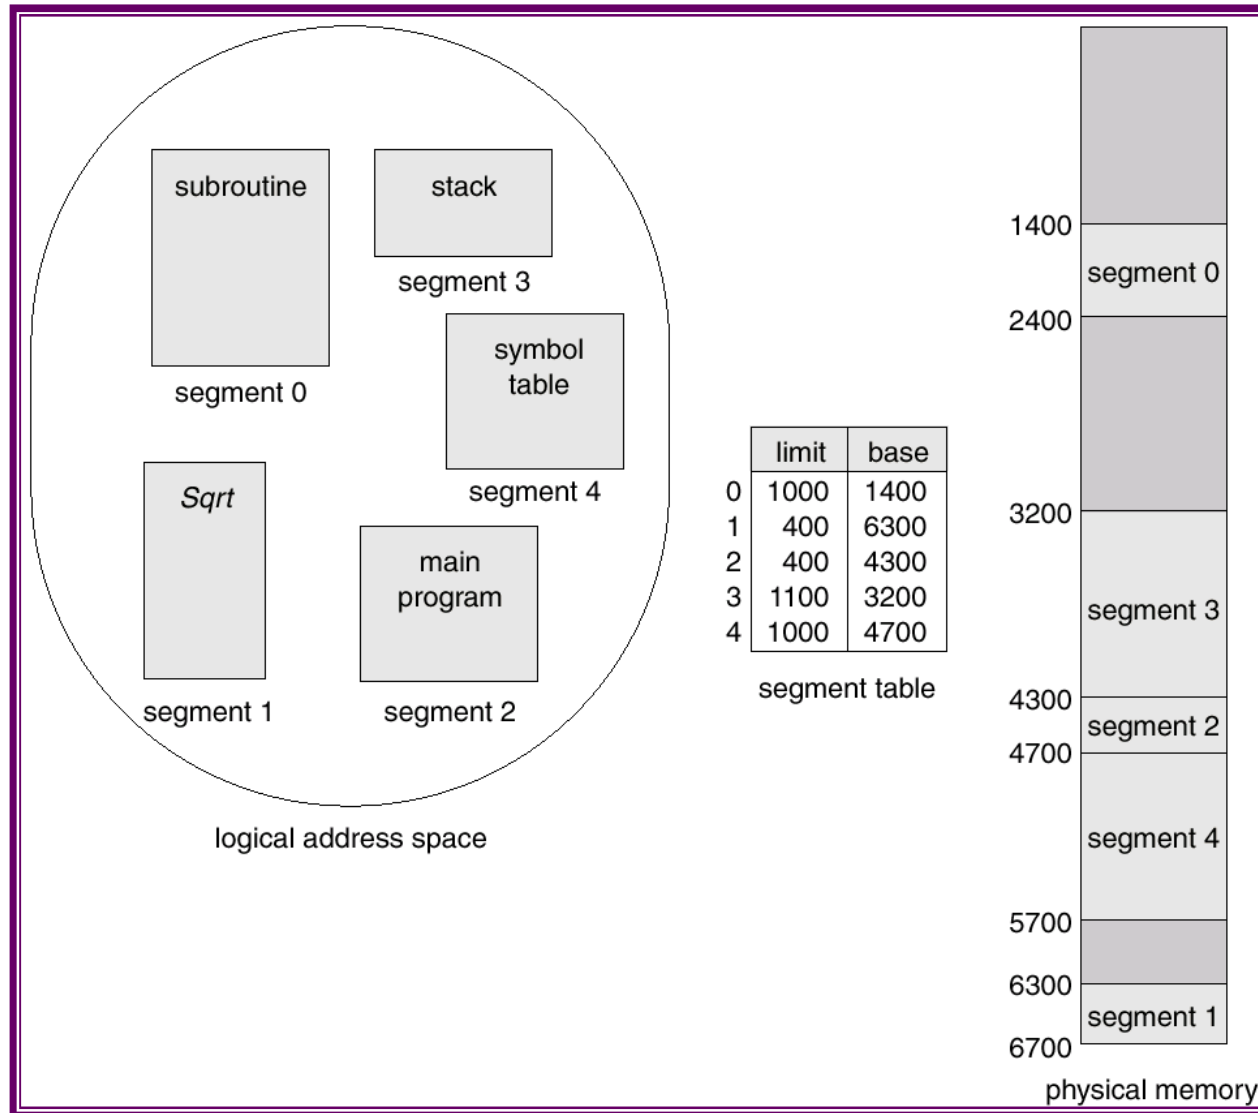 subroutine
segment 0
stack
segment 3
symbol
table
segment 4
Sqrt
segment 1
main
program
segment 2
logical address space
limit base
0 1000 1400
1 400 6300
2 400 4300
3 1100 3200
4 1000 4700
segment table
1400
segment 0
2400
3200
segment 3
4300
segment 2
4700
segment 4
5700
6300
segment 1
6700
physical memory